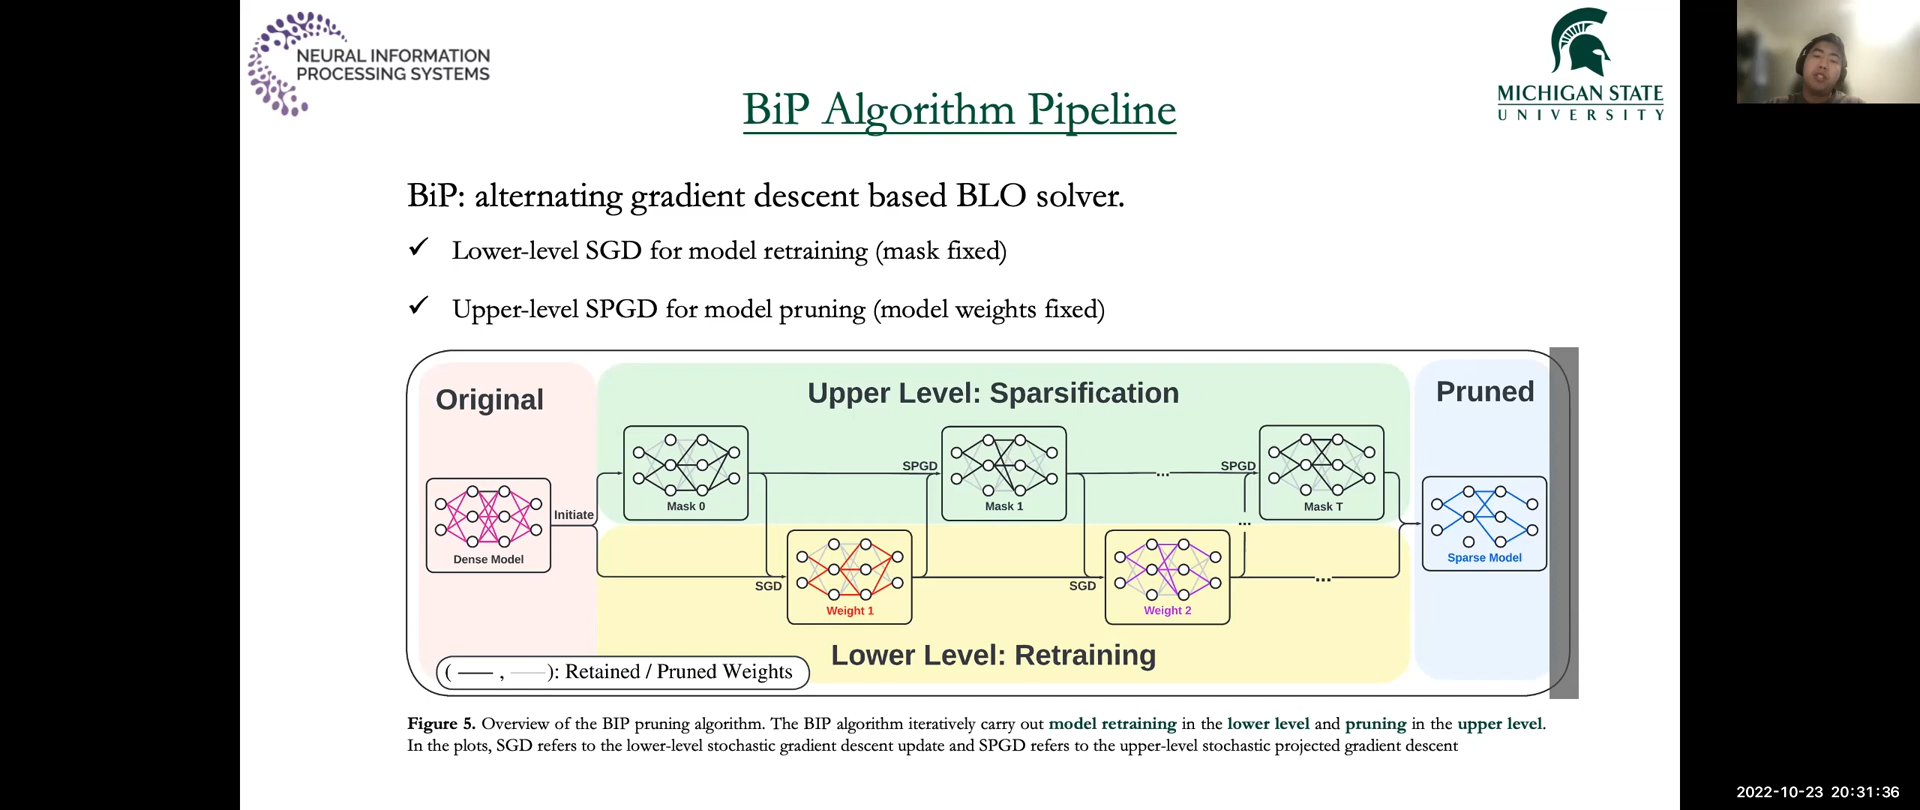 NEURAL INFORMATION
PROCESSING SYSTEMS
MICHIGAN STATE
UNIVERSITY
BiP Algorithm Pipeline
BiP: alternating gradient descent based BLO solver.
✓ Lower-level SGD for model retraining (mask fixed)
✓ Upper-level SPGD for model pruning (model weights fixed)
Original
Upper Level: Sparsification
Pruned
Dense Model
Initiate
Mask 0
SPGD
Mask 1
...
SPGD
Mask T
...
Sparse Model
SGD
Weight 1
SGD
Weight 2
...
Lower Level: Retraining
( — , — ): Retained / Pruned Weights
Figure 5. Overview of the BIP pruning algorithm. The BIP algorithm iteratively carry out model retraining in the lower level and pruning in the upper level.
In the plots, SGD refers to the lower-level stochastic gradient descent update and SPGD refers to the upper-level stochastic projected gradient descent
2022-10-23 20:31:36